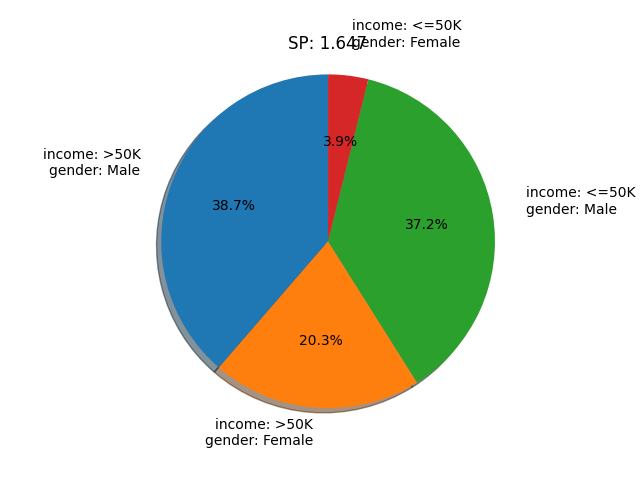 income: <=50K
gender: Female
SP: 1.647
3.9%
income: >50K
gender: Male
38.7%
income: <=50K
gender: Male
37.2%
20.3%
income: >50K
gender: Female